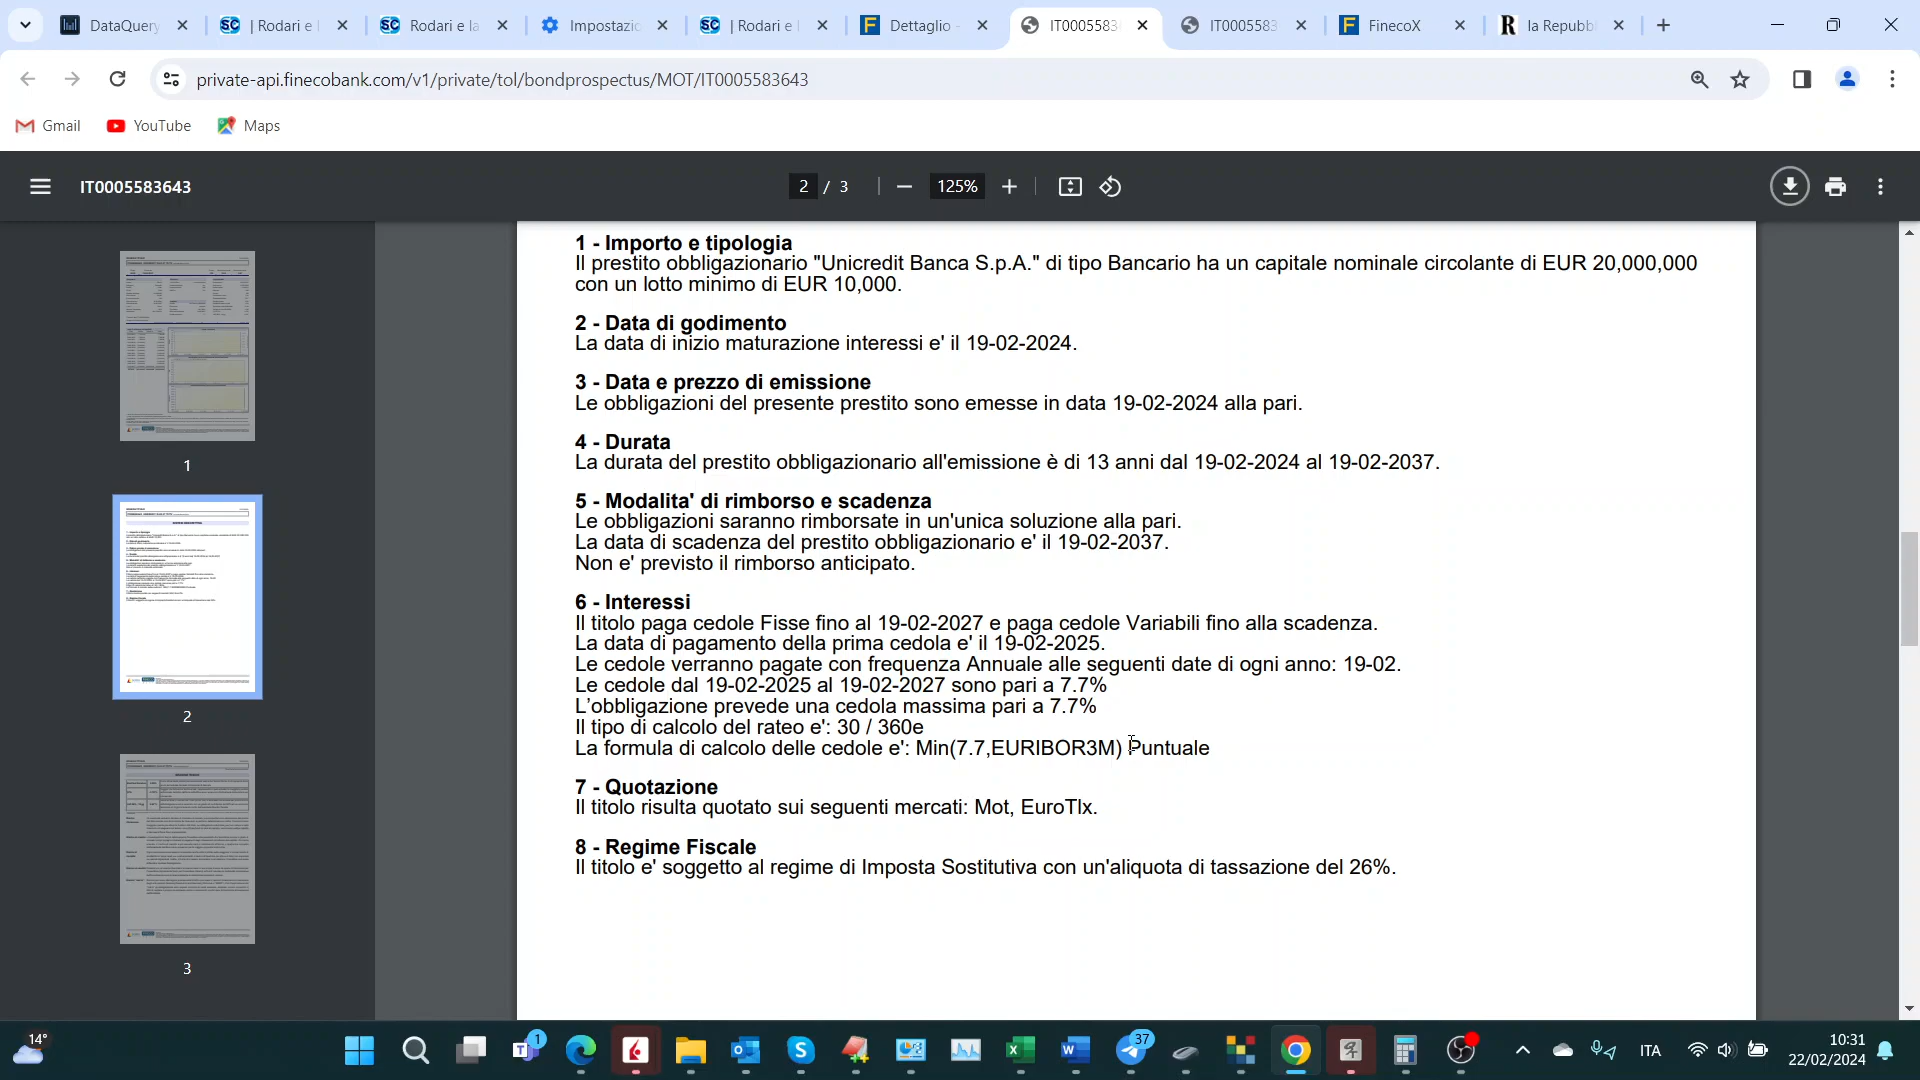 DataQuery
| Rodari e l
Rodari e la
Impostazio
| Rodari e l
Dettaglio -
IT0005583
IT0005583
FinecoX
la Repubbl
private-api.finecobank.com/v1/private/tol/bondprospectus/MOT/IT0005583643
Gmail
YouTube
Maps
IT0005583643
2 / 3
125%
1 - Importo e tipologia
Il prestito obbligazionario "Unicredit Banca S.p.A." di tipo Bancario ha un capitale nominale circolante di EUR 20,000,000
con un lotto minimo di EUR 10,000.
2 - Data di godimento
La data di inizio maturazione interessi e' il 19-02-2024.
3 - Data e prezzo di emissione
Le obbligazioni del presente prestito sono emesse in data 19-02-2024 alla pari.
4 - Durata
La durata del prestito obbligazionario all'emissione è di 13 anni dal 19-02-2024 al 19-02-2037.
5 - Modalita' di rimborso e scadenza
Le obbligazioni saranno rimborsate in un'unica soluzione alla pari.
La data di scadenza del prestito obbligazionario e' il 19-02-2037.
Non e' previsto il rimborso anticipato.
6 - Interessi
Il titolo paga cedole Fisse fino al 19-02-2027 e paga cedole Variabili fino alla scadenza.
La data di pagamento della prima cedola e' il 19-02-2025.
Le cedole verranno pagate con frequenza Annuale alle seguenti date di ogni anno: 19-02.
Le cedole dal 19-02-2025 al 19-02-2027 sono pari a 7.7%
L'obbligazione prevede una cedola massima pari a 7.7%
Il tipo di calcolo del rateo e': 30 / 360e
La formula di calcolo delle cedole e': Min(7.7,EURIBOR3M) Puntuale
7 - Quotazione
Il titolo risulta quotato sui seguenti mercati: Mot, EuroTlx.
8 - Regime Fiscale
Il titolo e' soggetto al regime di Imposta Sostitutiva con un'aliquota di tassazione del 26%.
1
2
3
14°
1
37
ITA
10:31
22/02/2024